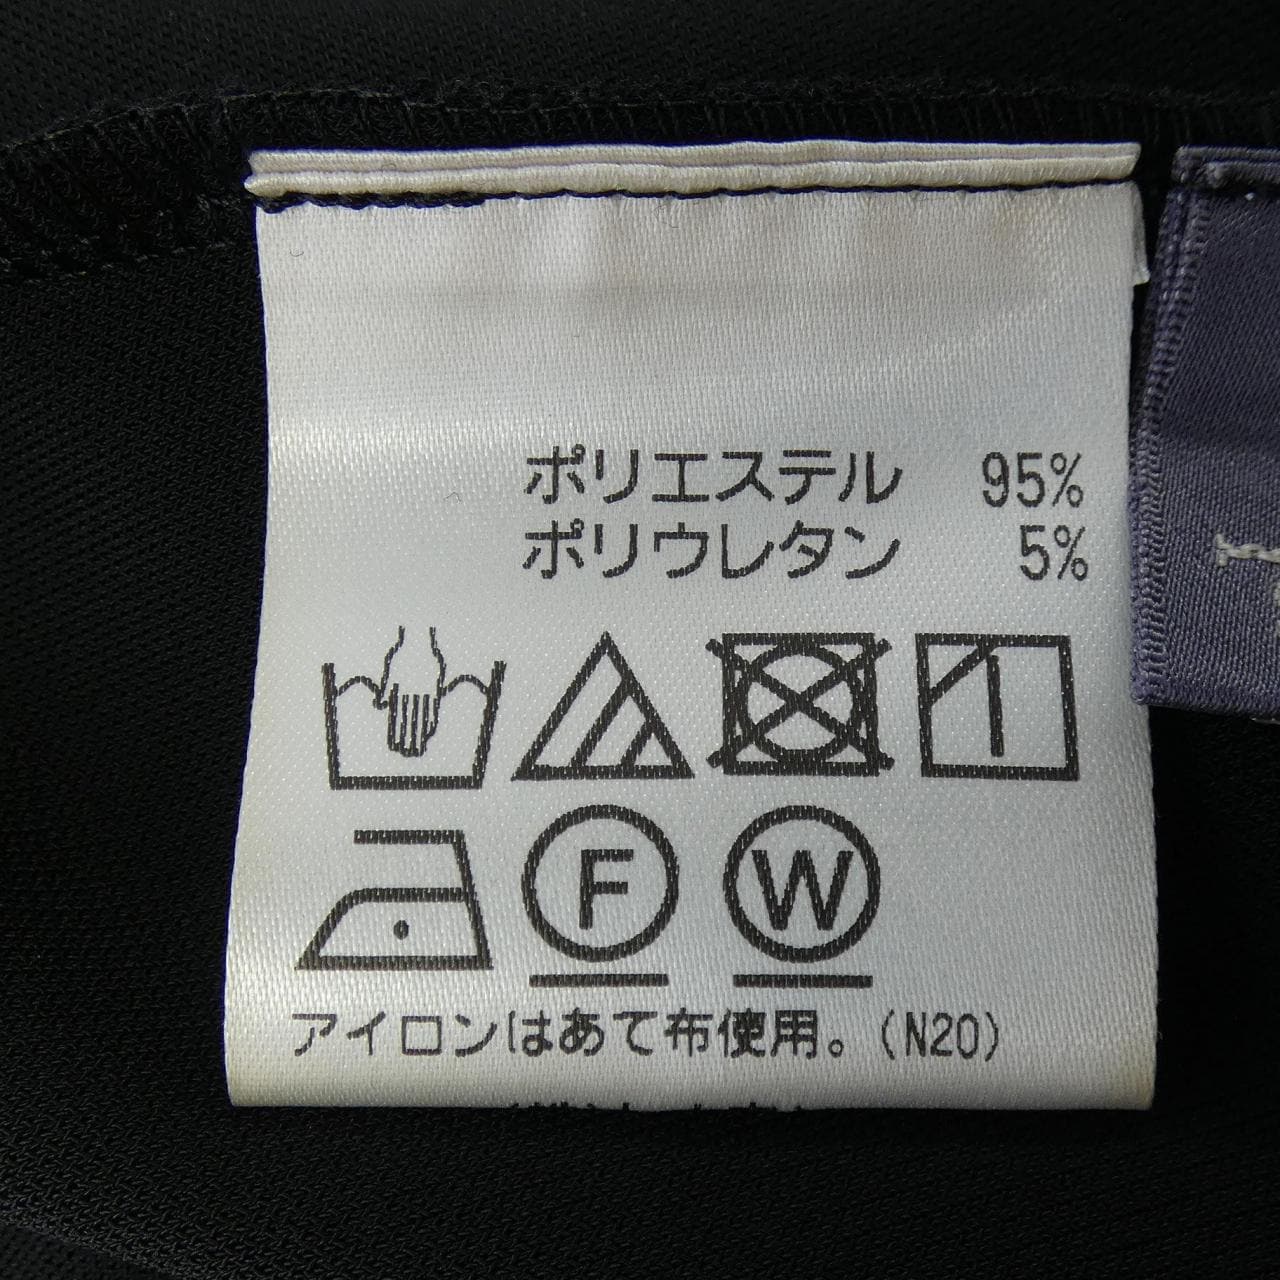 ポリエステル 95%
ポリウレタン 5%
F
W
アイロンはあて布使用。(N20)